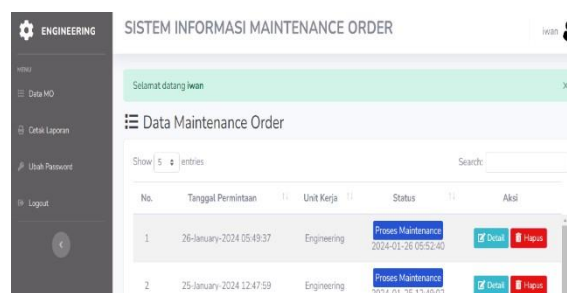 ENGINEERING
SISTEM INFORMASI MAINTENANCE ORDER
iwan
MENU
Data MO
Cetak Laporan
Ubah Password
Logout
Selamat datang iwan
x
Data Maintenance Order
Show 5 entries
Search:
No. Tanggal Permintaan Unit Kerja Status Aksi
1 26-January-2024 05:49:37 Engineering Proses Maintenance Detail Hapus
2024-01-26 05:52:40
2 25-January-2024 12:47:59 Engineering Proses Maintenance Detail Hapus